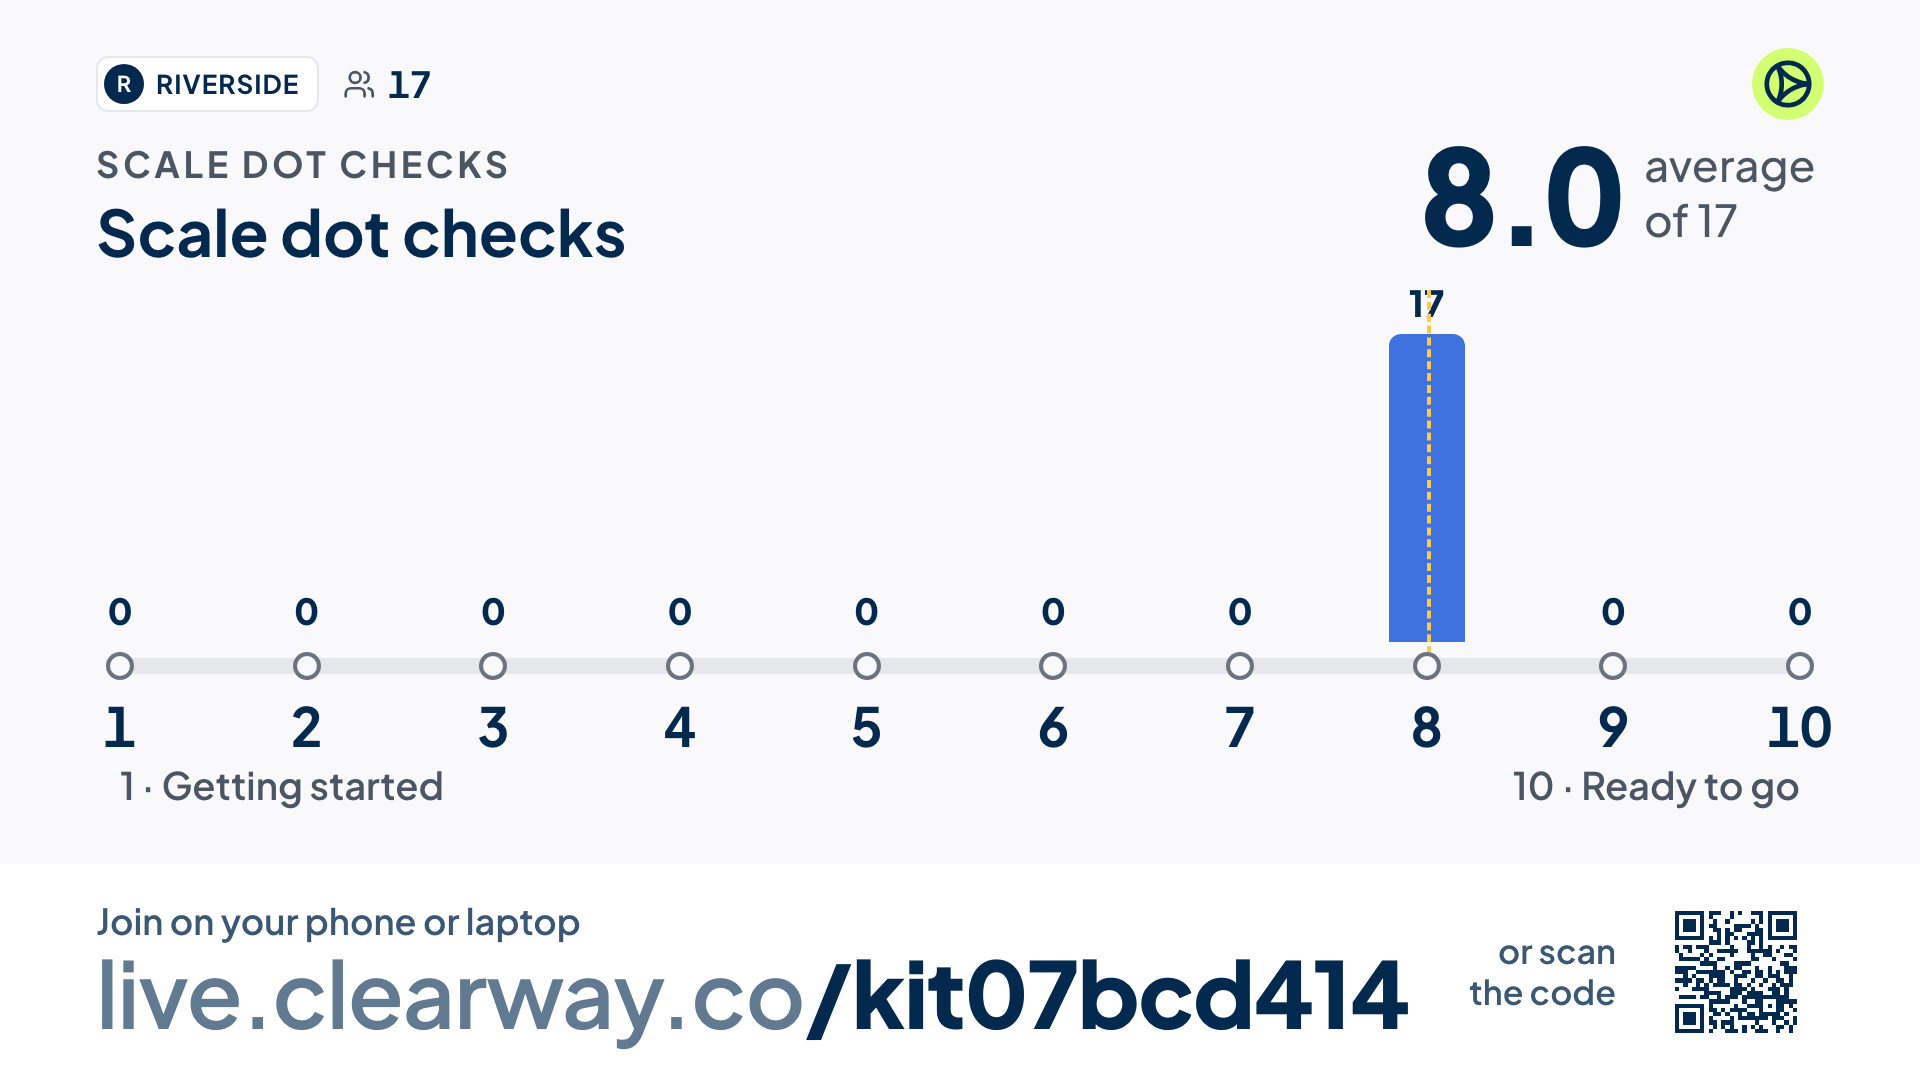 R RIVERSIDE 17
SCALE DOT CHECKS
Scale dot checks
8.0 average
of 17
17
0 0 0 0 0 0 0 0 0
1 2 3 4 5 6 7 8 9 10
1 · Getting started 10 · Ready to go
Join on your phone or laptop
live.clearway.co/kit07bcd414
or scan
the code